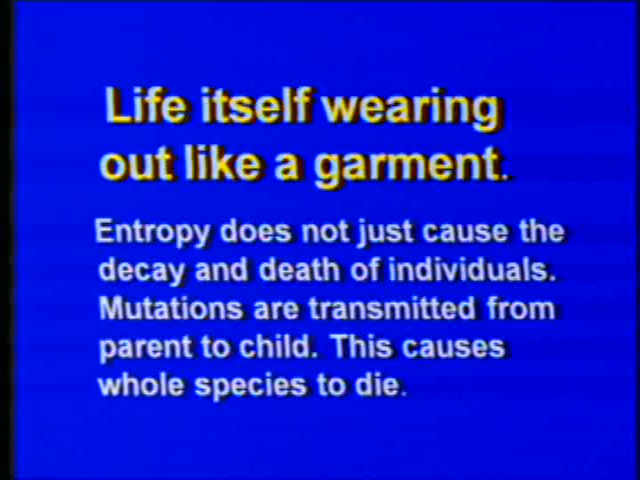 Life itself wearing
out like a garment.
Entropy does not just cause the
decay and death of individuals.
Mutations are transmitted from
parent to child. This causes
whole species to die.